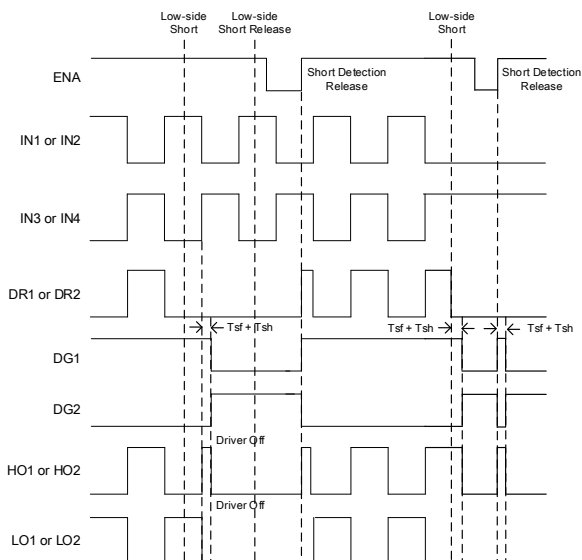 Low-side
Short
Low-side
Short Release
Low-side
Short
ENA
Short Detection
Release
Short Detection
Release
IN1 or IN2
IN3 or IN4
DR1 or DR2
Tsf + Tsh
Tsf + Tsh
Tsf + Tsh
DG1
DG2
Driver Off
HO1 or HO2
Driver Off
LO1 or LO2